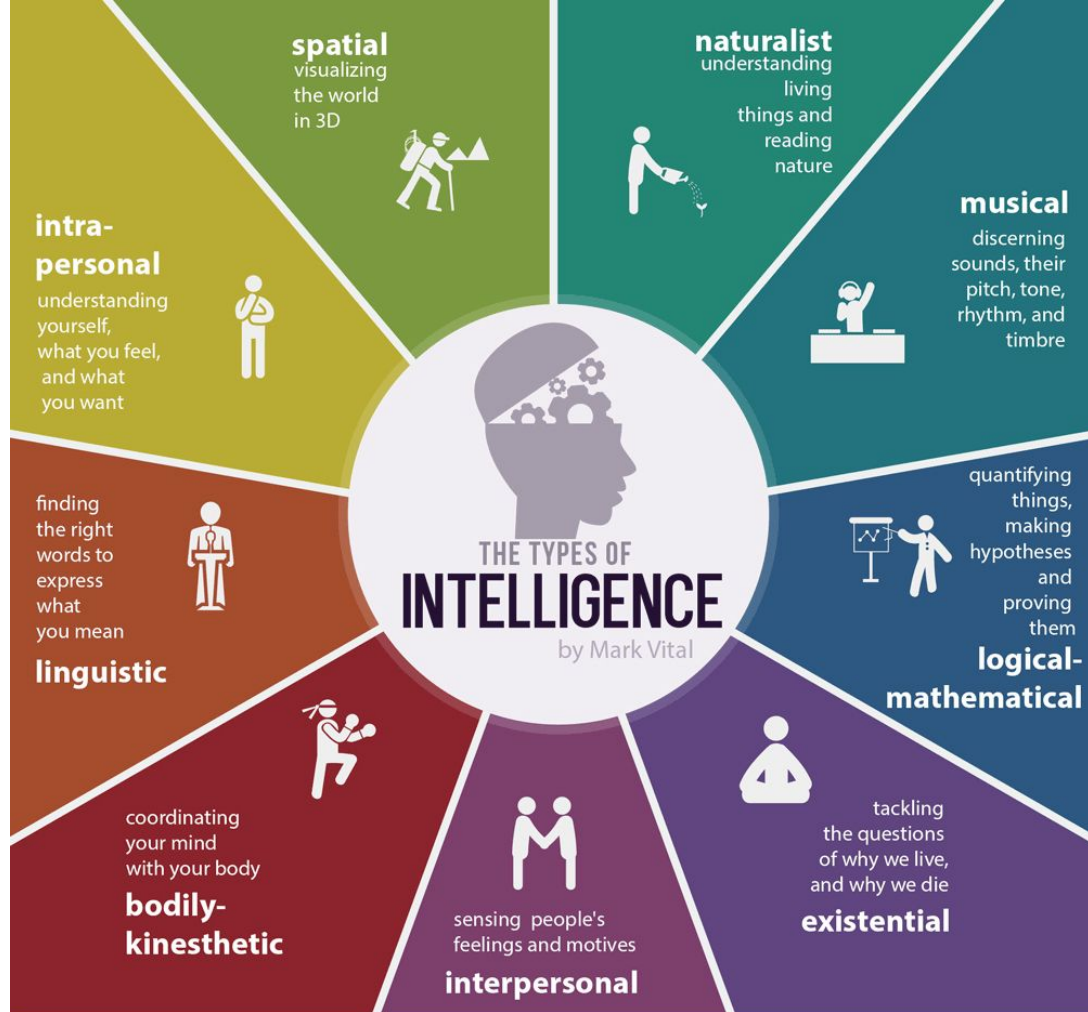 spatial
visualizing
the world
in 3D
naturalist
understanding
living
things and
reading
nature
musical
discerning
sounds, their
pitch, tone,
rhythm, and
timbre
quantifying
things,
making
hypotheses
and
proving
them
logical-
mathematical
tackling
the questions
of why we live,
and why we die
existential
sensing people's
feelings and motives
interpersonal
coordinating
your mind
with your body
bodily-
kinesthetic
finding
the right
words to
express
what
you mean
linguistic
intra-
personal
understanding
yourself,
what you feel,
and what
you want
THE TYPES OF
INTELLIGENCE
by Mark Vital